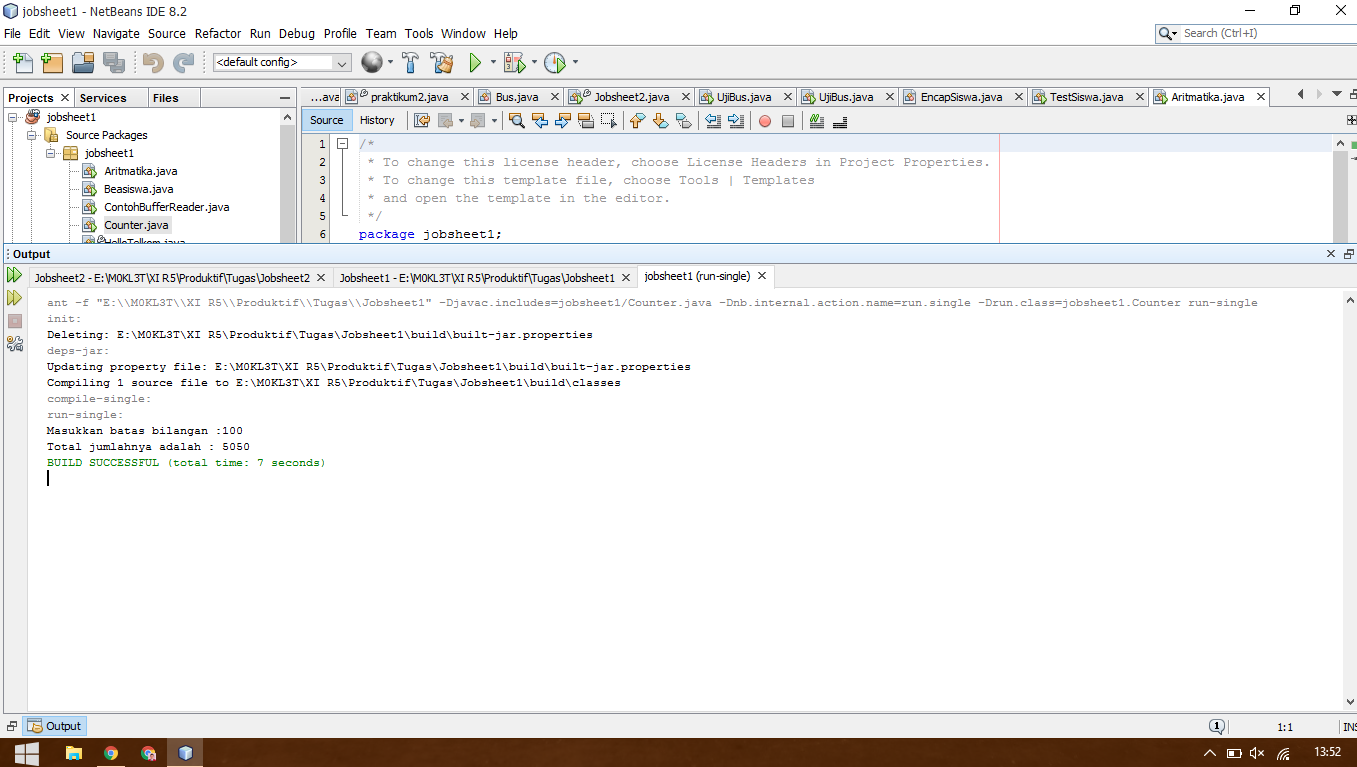 jobsheet1 - NetBeans IDE 8.2
File Edit View Navigate Source Refactor Run Debug Profile Team Tools Window Help
Search (Ctrl+I)
<default config>
Projects Services Files
...ava praktikum2.java Bus.java Jobsheet2.java UjiBus.java UjiBus.java EncapSiswa.java TestSiswa.java Aritmatika.java
jobsheet1
Source Packages
jobsheet1
Aritmatika.java
Beasiswa.java
ContohBufferReader.java
Counter.java
HelloTelkom.java
Source History
1 /*
2 * To change this license header, choose License Headers in Project Properties.
3 * To change this template file, choose Tools | Templates
4 * and open the template in the editor.
5 */
6 package jobsheet1;
Output
Jobsheet2 - E:\M0KL3T\XI R5\Produktif\Tugas\Jobsheet2 Jobsheet1 - E:\M0KL3T\XI R5\Produktif\Tugas\Jobsheet1 jobsheet1 (run-single)
ant -f "E:\\M0KL3T\\XI R5\\Produktif\\Tugas\\Jobsheet1" -Djavac.includes=jobsheet1/Counter.java -Dnb.internal.action.name=run.single -Drun.class=jobsheet1.Counter run-single
init:
Deleting: E:\M0KL3T\XI R5\Produktif\Tugas\Jobsheet1\build\built-jar.properties
deps-jar:
Updating property file: E:\M0KL3T\XI R5\Produktif\Tugas\Jobsheet1\build\built-jar.properties
Compiling 1 source file to E:\M0KL3T\XI R5\Produktif\Tugas\Jobsheet1\build\classes
compile-single:
run-single:
Masukkan batas bilangan :100
Total jumlahnya adalah : 5050
BUILD SUCCESSFUL (total time: 7 seconds)
Output
1
1:1
INS
13:52